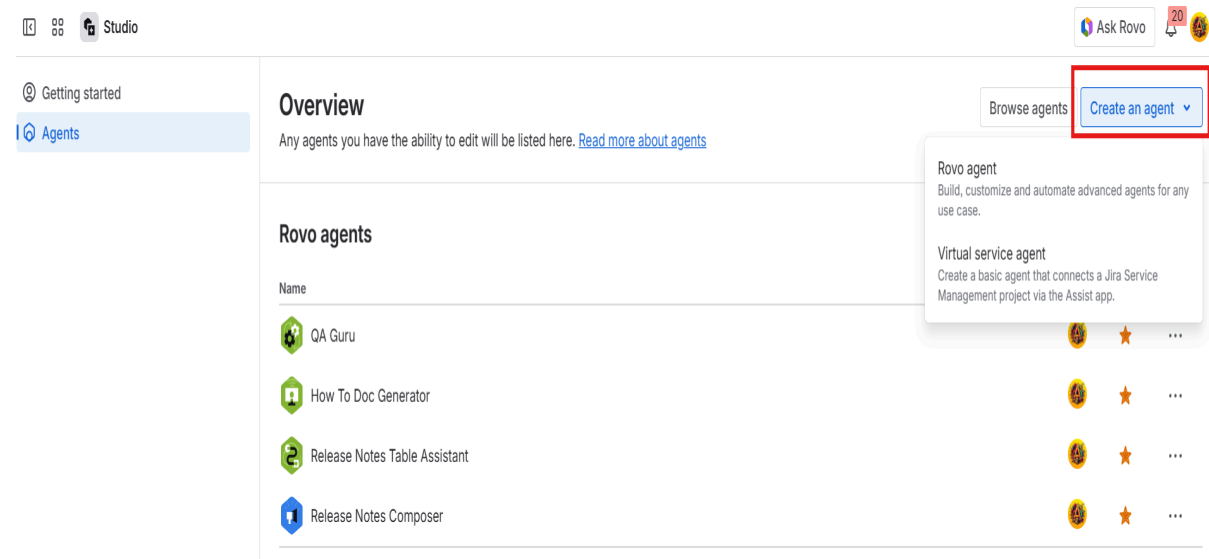 Studio
Ask Rovo
20
Getting started
Agents
Overview
Browse agents
Create an agent
Any agents you have the ability to edit will be listed here. Read more about agents
Rovo agent
Build, customize and automate advanced agents for any
use case.
Virtual service agent
Create a basic agent that connects a Jira Service
Management project via the Assist app.
Rovo agents
Name
QA Guru
How To Doc Generator
Release Notes Table Assistant
Release Notes Composer